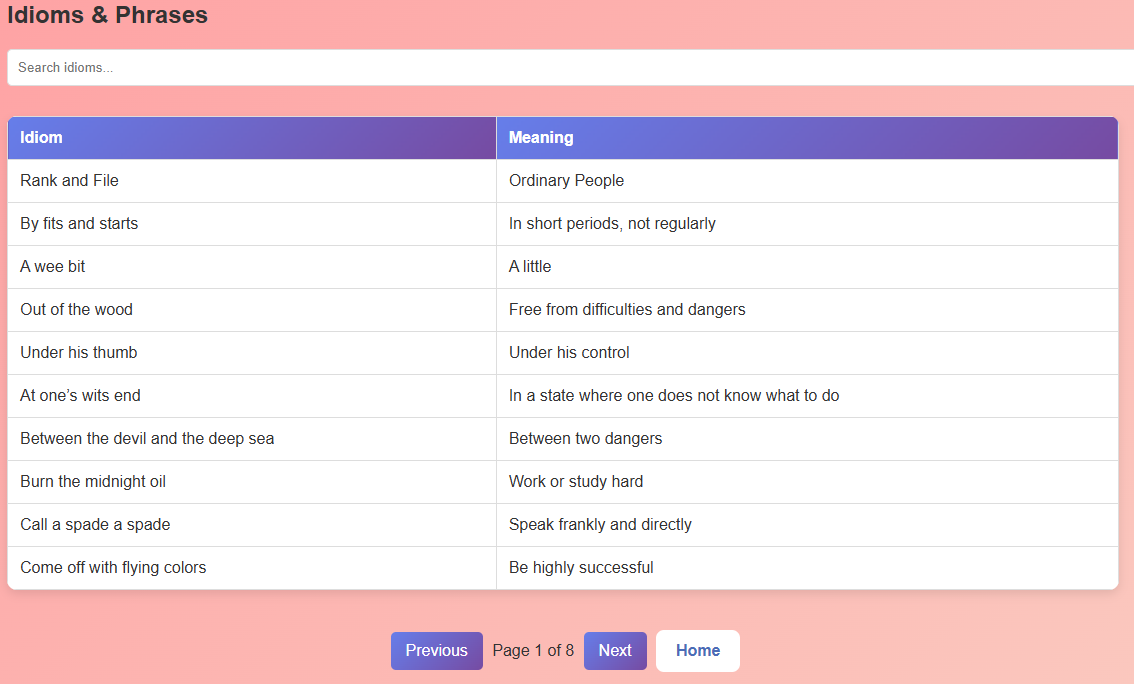 Idioms & Phrases
Search idioms...
Idiom Meaning
Rank and File Ordinary People
By fits and starts In short periods, not regularly
A wee bit A little
Out of the wood Free from difficulties and dangers
Under his thumb Under his control
At one’s wits end In a state where one does not know what to do
Between the devil and the deep sea Between two dangers
Burn the midnight oil Work or study hard
Call a spade a spade Speak frankly and directly
Come off with flying colors Be highly successful
Previous Page 1 of 8 Next Home